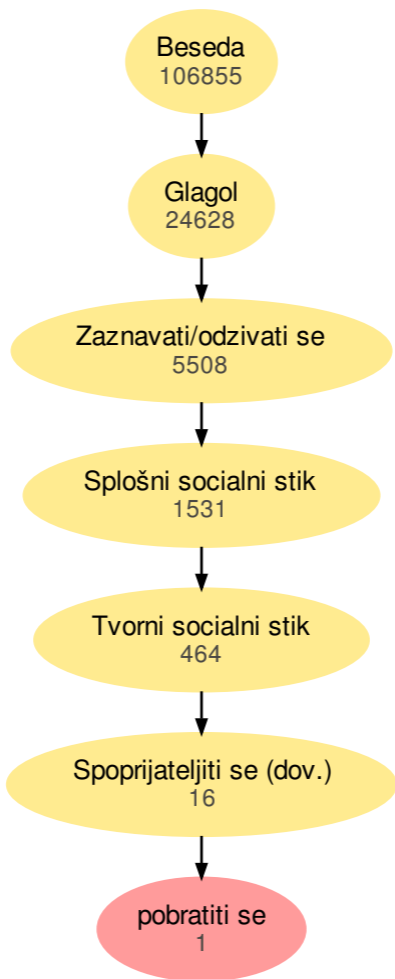 Beseda
106855
Glagol
24628
Zaznavati/odzivati se
5508
Splošni socialni stik
1531
Tvorni socialni stik
464
Spoprijateljiti se (dov.)
16
pobratiti se
1